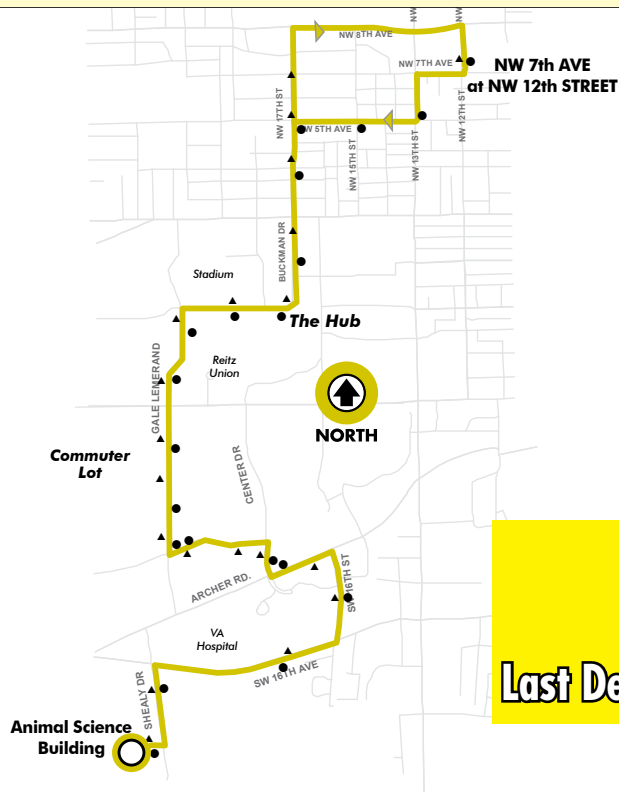 NW
NW
NW 8TH AVE
NW 7TH AVE
NW 7th AVE
at NW 12th STREET
NW 17TH ST
W 5TH AVE
NW 15TH ST
NW 13TH ST
NW 12TH ST
BUCKMAN DR
Stadium
The Hub
Reitz
Union
GALE LEMERAND
NORTH
Commuter
Lot
CENTER DR
ARCHER RD.
SW 16TH ST
VA
Hospital
SW 16TH AVE
Last De
SHEALY DR
Animal Science
Building